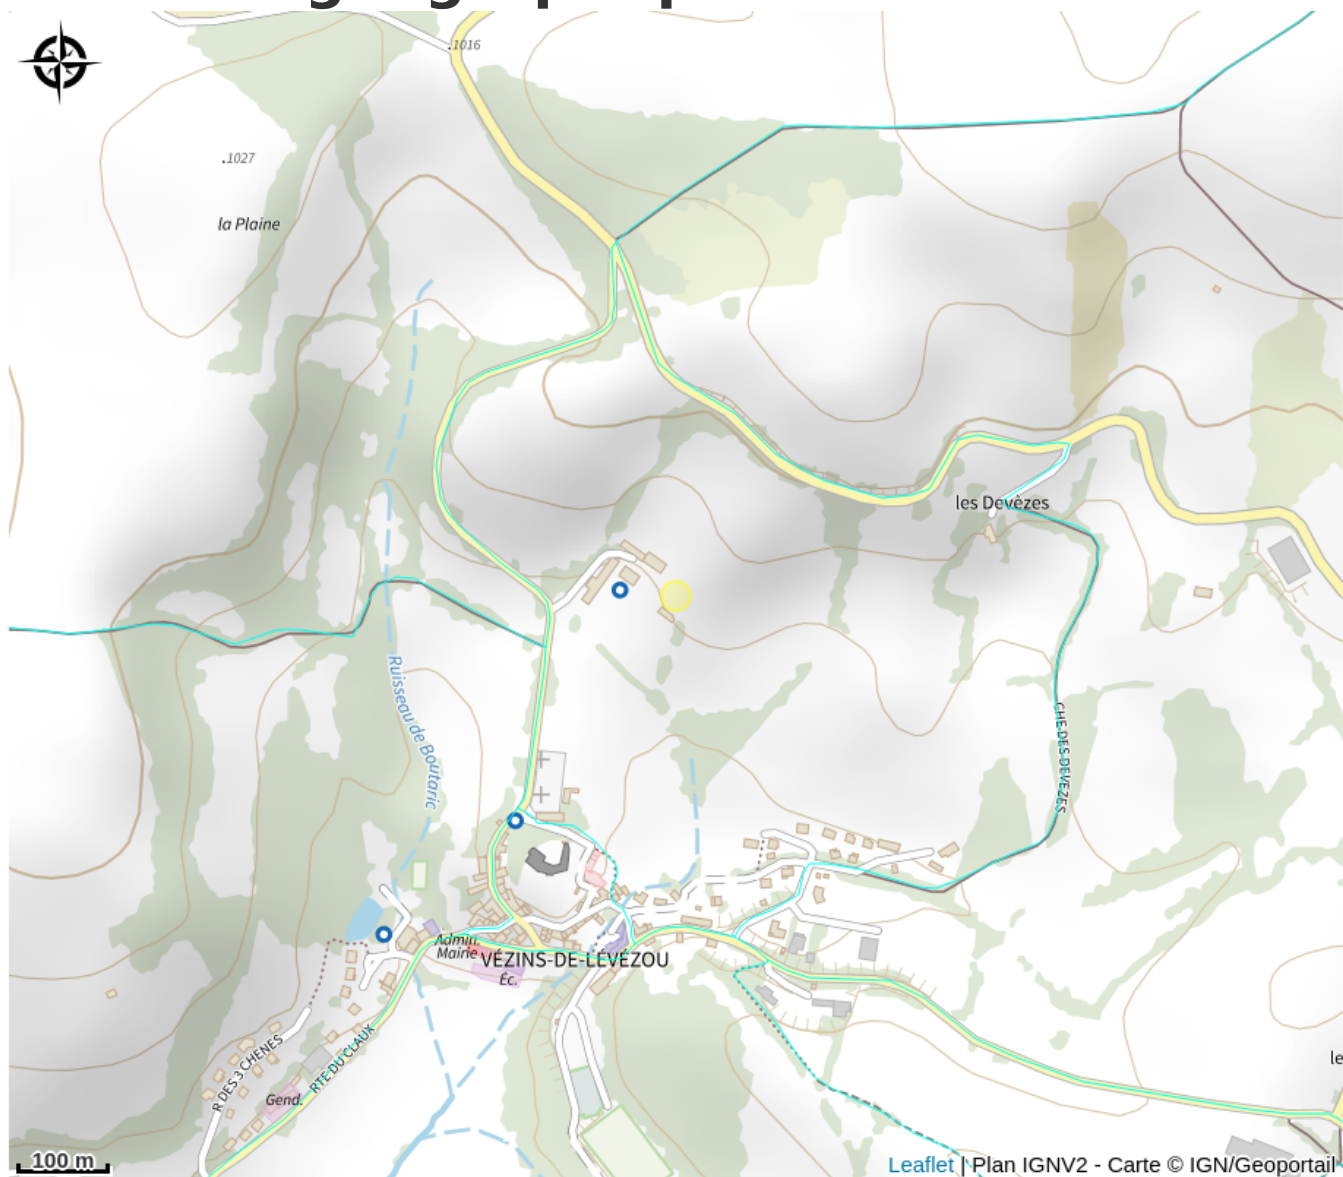 .1016
.1027
la Plaine
les Devèzes
Ruisseau de Boutaric
CHE DES DEVEZES
Admin.
Mairie
VÉZINS-DE-LÉVÉZOU
Éc.
R DES 3 CHENES
RTE DU CLAUX
Gend.
le
100 m
Leaflet | Plan IGNV2 - Carte © IGN/Geoportail